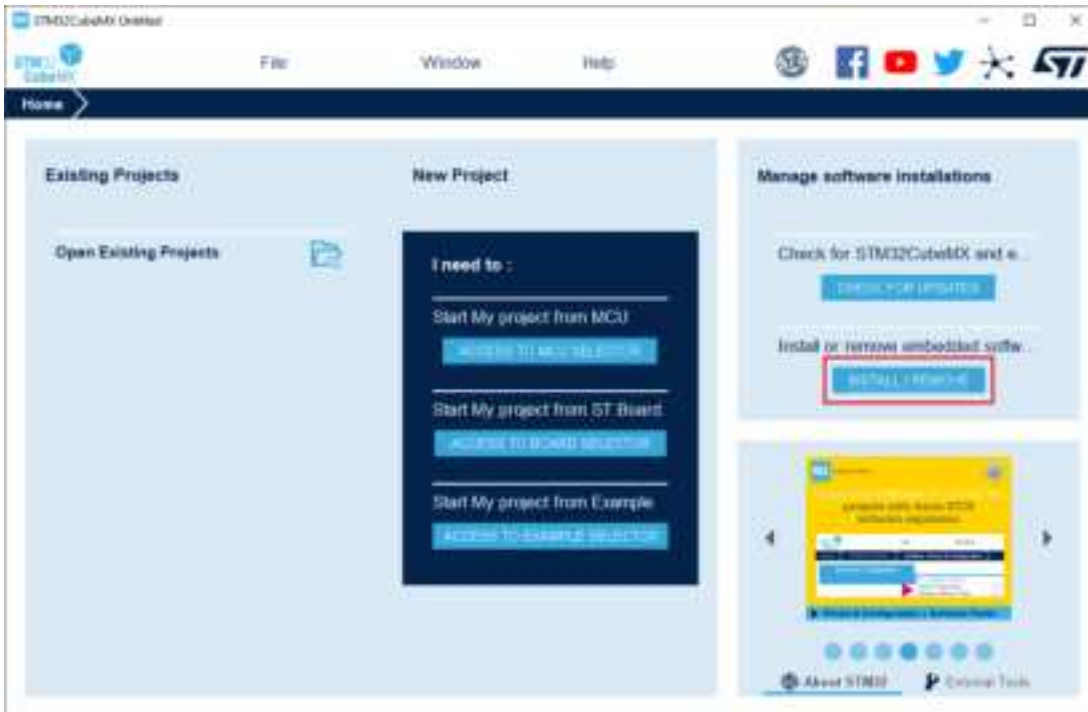 STM32CubeMX Untitled
STM32
CubeMX
File
Window
Help
Home
Existing Projects
Open Existing Projects
New Project
I need to :
Start My project from MCU
ACCESS TO MCU SELECTOR
Start My project from ST Board
ACCESS TO BOARD SELECTOR
Start My project from Example
ACCESS TO EXAMPLE SELECTOR
Manage software installations
Check for STM32CubeMX and e...
CHECK FOR UPDATES
Install or remove embedded softw...
INSTALL / REMOVE
About STM32
External Tools